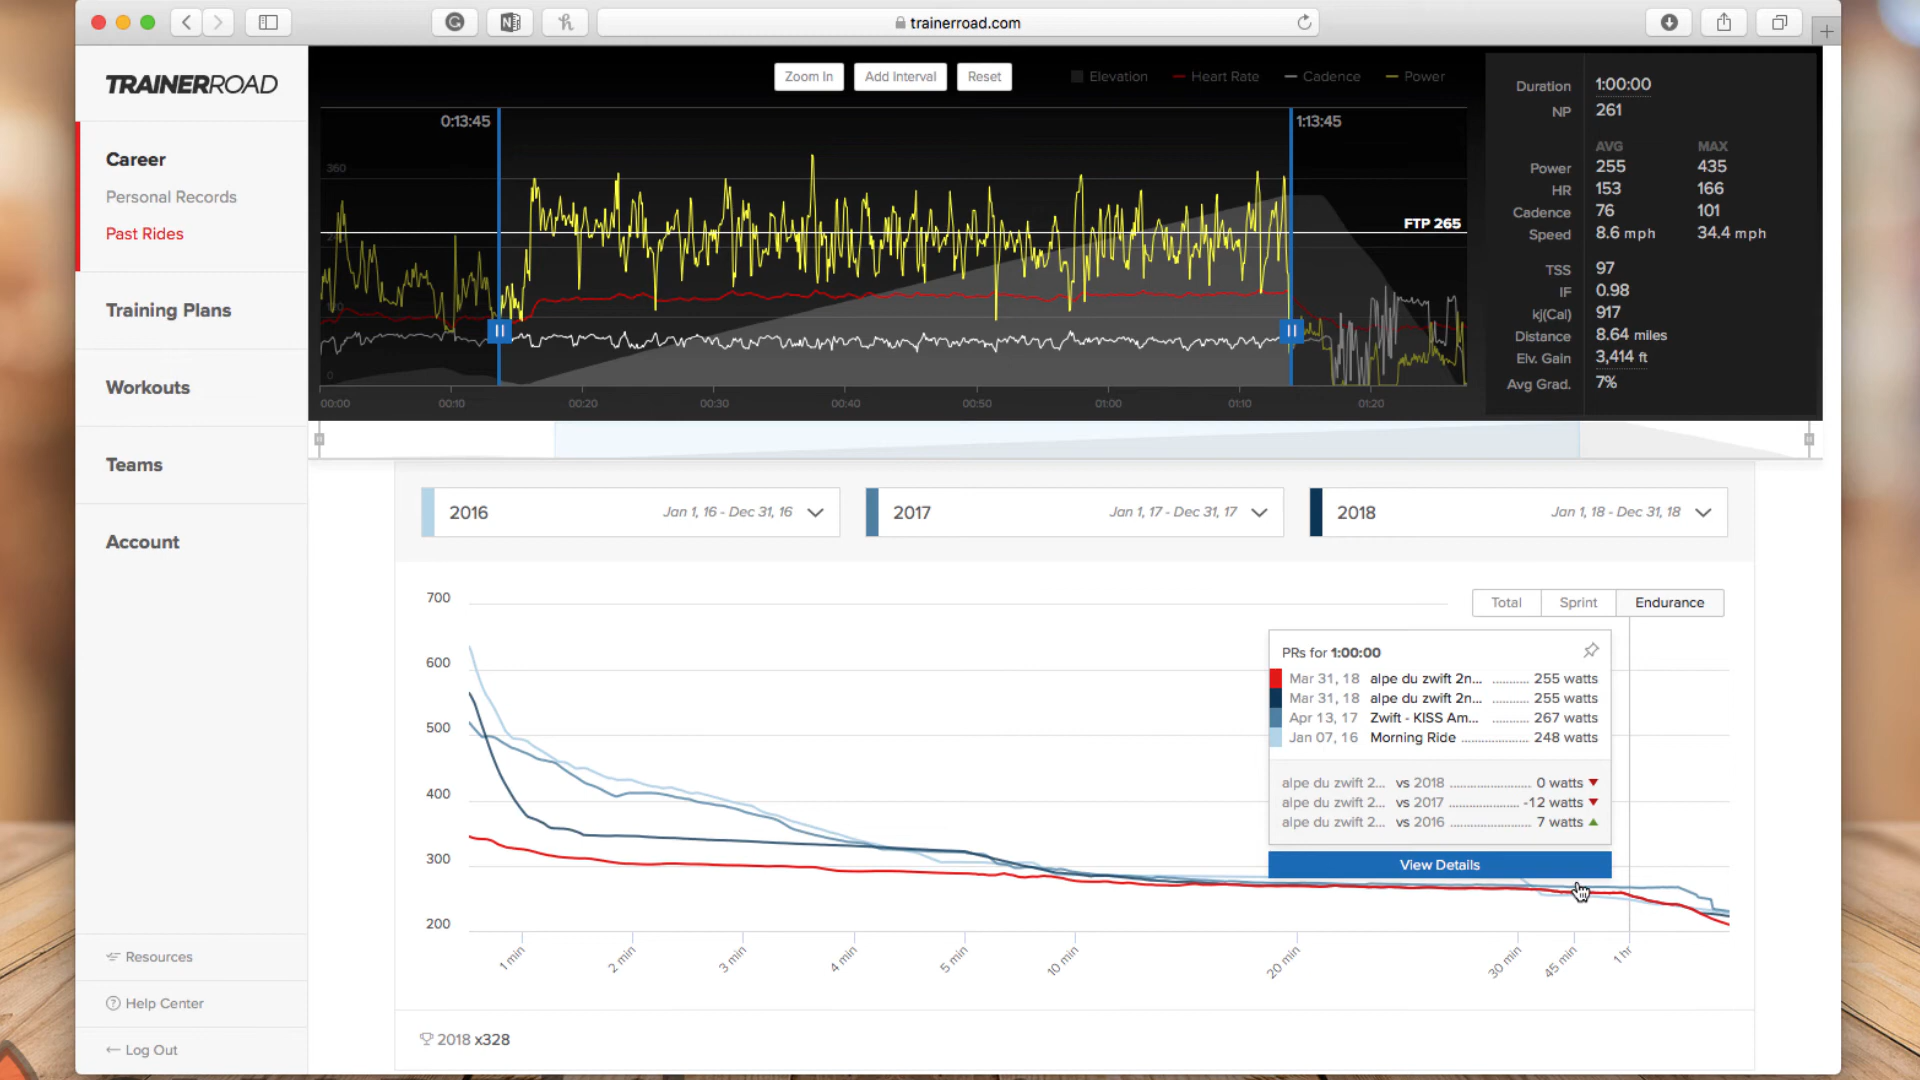 trainerroad.com
TRAINERROAD
Career
Personal Records
Past Rides
Training Plans
Workouts
Teams
Account
Resources
Help Center
Log Out
Zoom In
Add Interval
Reset
Elevation
Heart Rate
Cadence
Power
0:13:45
1:13:45
360
FTP 265
0
00:00 00:10 00:20 00:30 00:40 00:50 01:00 01:10 01:20
Duration 1:00:00
NP 261
AVG MAX
Power 255 435
HR 153 166
Cadence 76 101
Speed 8.6 mph 34.4 mph
TSS 97
IF 0.98
kj(Cal) 917
Distance 8.64 miles
Elv. Gain 3,414 ft
Avg Grad. 7%
2016 Jan 1, 16 - Dec 31, 16
2017 Jan 1, 17 - Dec 31, 17
2018 Jan 1, 18 - Dec 31, 18
Total Sprint Endurance
700
600
500
400
300
200
PRs for 1:00:00
Mar 31, 18 alpe du zwift 2n... .......... 255 watts
Mar 31, 18 alpe du zwift 2n... .......... 255 watts
Apr 13, 17 Zwift - KISS Am... .......... 267 watts
Jan 07, 16 Morning Ride .................. 248 watts
alpe du zwift 2... vs 2018 ....................... 0 watts
alpe du zwift 2... vs 2017 .................... -12 watts
alpe du zwift 2... vs 2016 ....................... 7 watts
View Details
1 min 2 min 3 min 4 min 5 min 10 min 20 min 30 min 45 min 1 hr
2018 x328